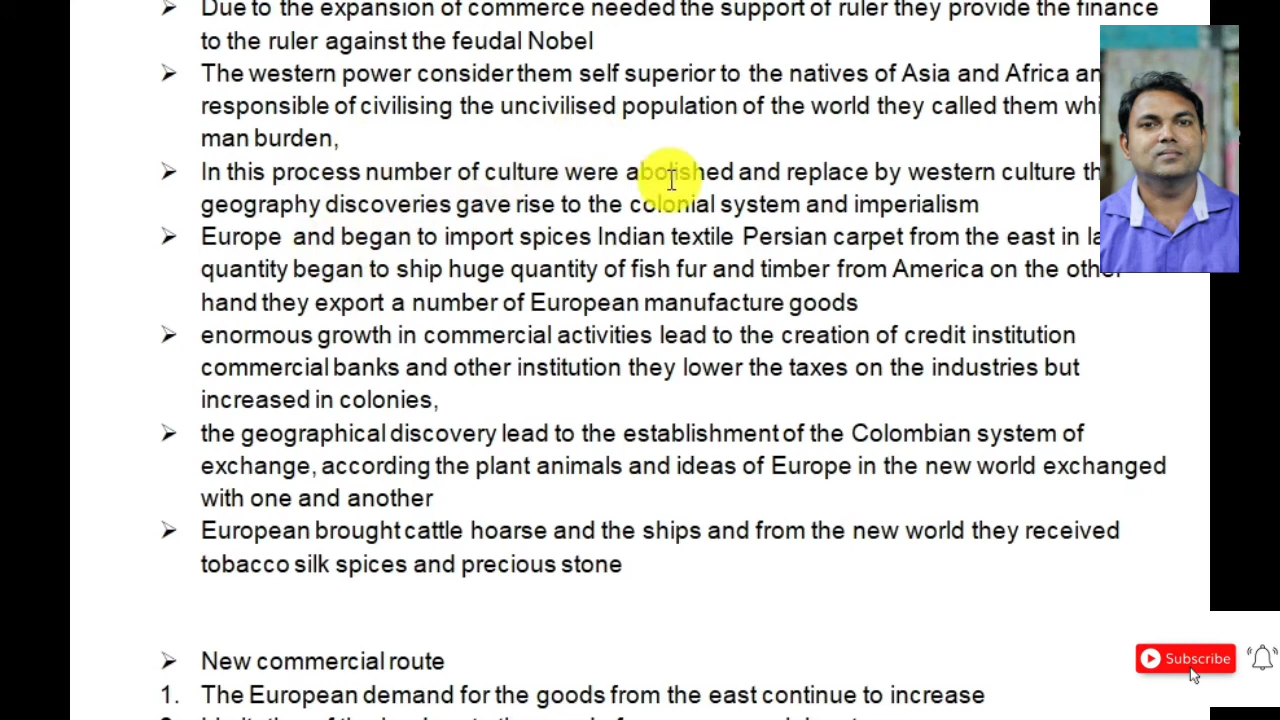 Due to the expansion of commerce needed the support of ruler they provide the finance
to the ruler against the feudal Nobel
The western power consider them self superior to the natives of Asia and Africa
responsible of civilising the uncivilised population of the world they called them
man burden,
In this process number of culture were abolished and replace by western culture
geography discoveries gave rise to the colonial system and imperialism
Europe and began to import spices Indian textile Persian carpet from the east in
quantity began to ship huge quantity of fish fur and timber from America on the other
hand they export a number of European manufacture goods
enormous growth in commercial activities lead to the creation of credit institution
commercial banks and other institution they lower the taxes on the industries but
increased in colonies,
the geographical discovery lead to the establishment of the Colombian system of
exchange, according the plant animals and ideas of Europe in the new world exchanged
with one and another
European brought cattle hoarse and the ships and from the new world they received
tobacco silk spices and precious stone
New commercial route
Subscribe
1. The European demand for the goods from the east continue to increase